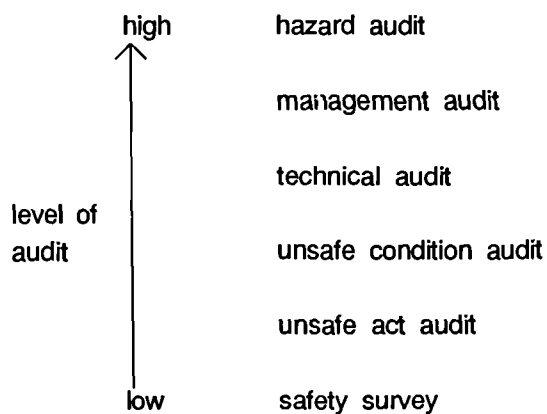 high hazard audit
management audit
technical audit
level of
audit
unsafe condition audit
unsafe act audit
low safety survey